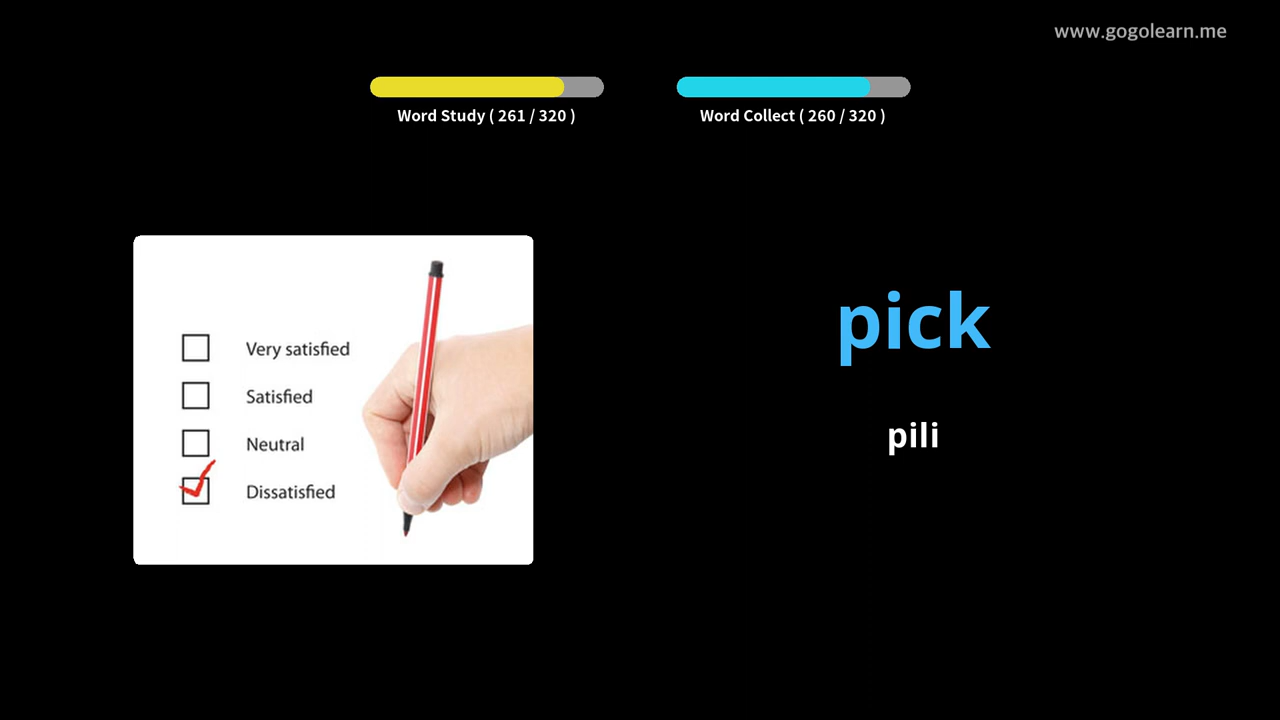 www.gogolearn.me
Word Study ( 261 / 320 )
Word Collect ( 260 / 320 )
Very satisfied
Satisfied
Neutral
Dissatisfied
pick
pili